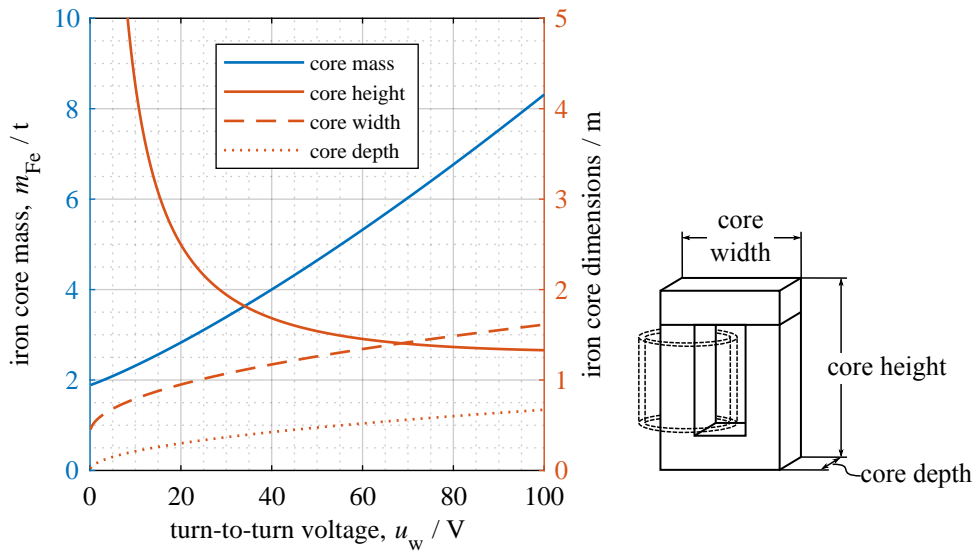 10
8
6
4
2
0
iron core mass, m_Fe / t
core mass
core height
core width
core depth
5
4
3
2
1
0
iron core dimensions / m
0 20 40 60 80 100
turn-to-turn voltage, u_w / V
core
width
core height
core depth